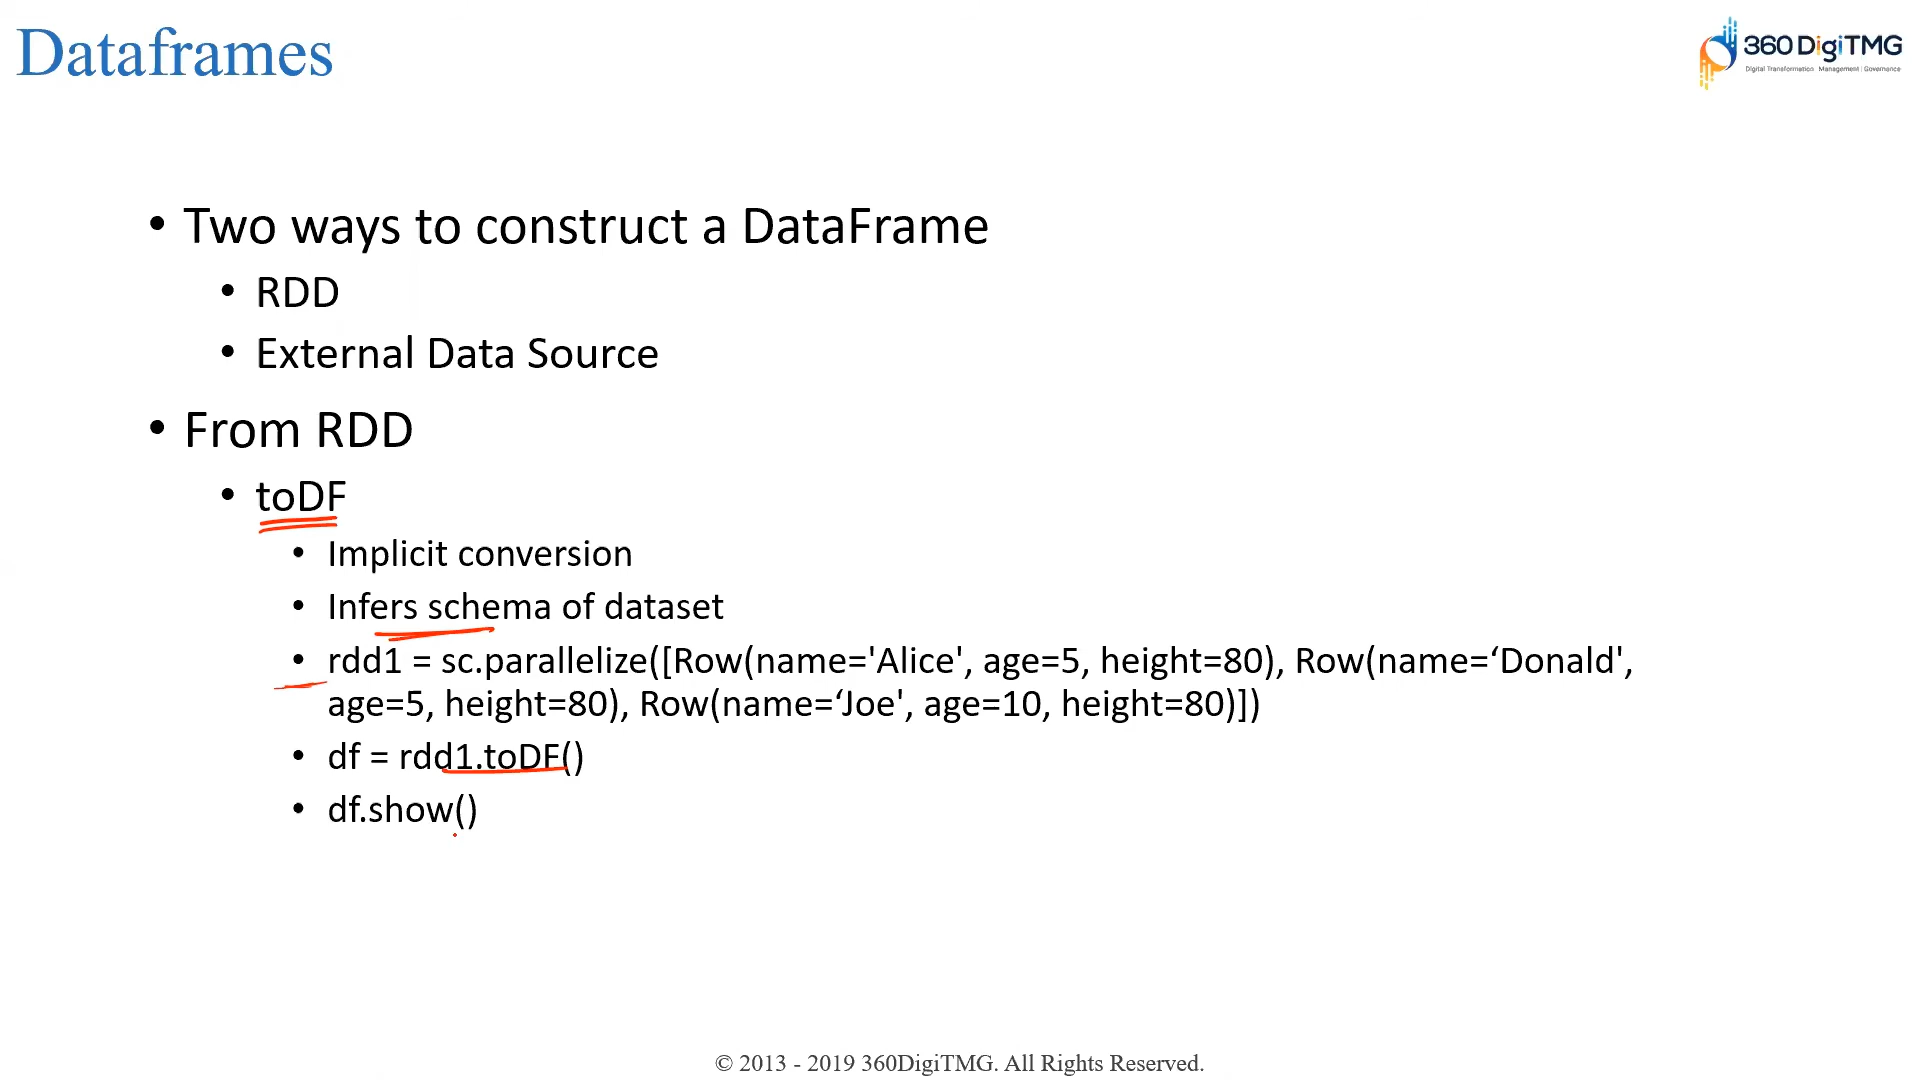 Dataframes
360DigiTMG
Digital Transformation | Management | Governance
• Two ways to construct a DataFrame
• RDD
• External Data Source
• From RDD
• toDF
• Implicit conversion
• Infers schema of dataset
• rdd1 = sc.parallelize([Row(name='Alice', age=5, height=80), Row(name=‘Donald',
age=5, height=80), Row(name=‘Joe', age=10, height=80)])
• df = rdd1.toDF()
• df.show()
© 2013 - 2019 360DigiTMG. All Rights Reserved.